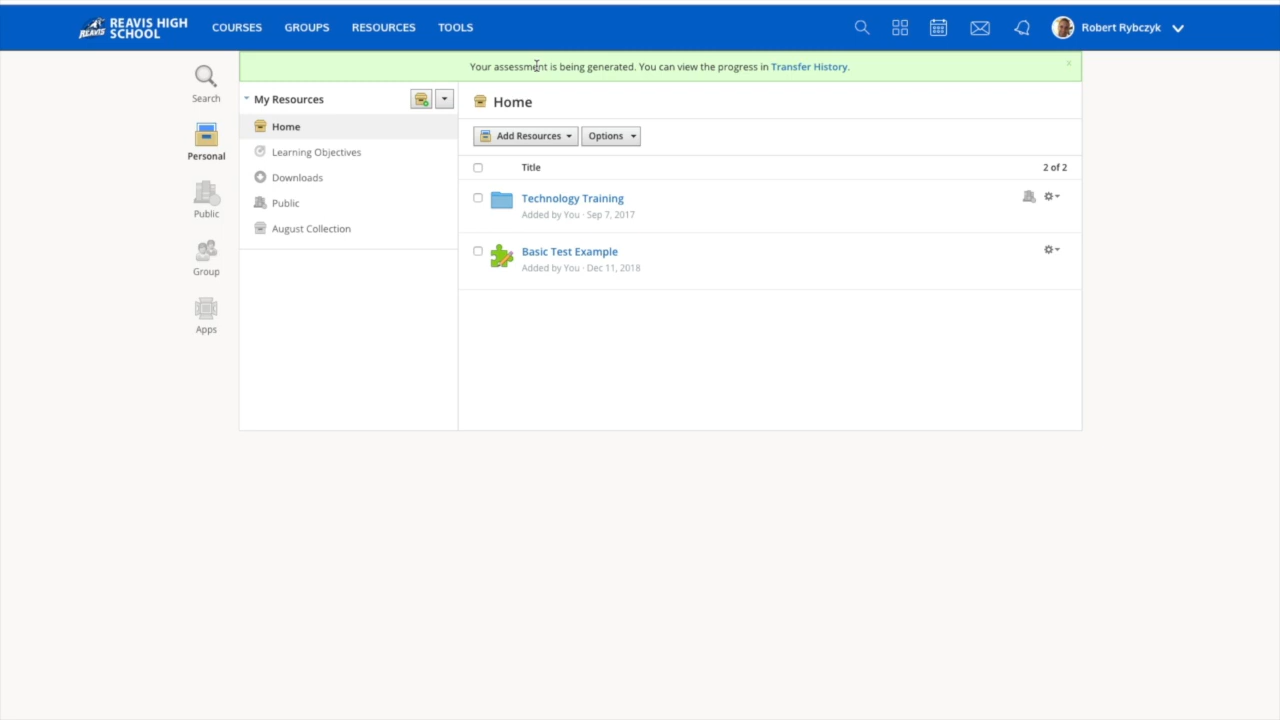 REAVIS HIGH
SCHOOL
REAVIS
COURSES GROUPS RESOURCES TOOLS
Robert Rybczyk
Your assessment is being generated. You can view the progress in Transfer History.
×
Search
Personal
Public
Group
Apps
My Resources
Home
Learning Objectives
Downloads
Public
August Collection
Home
Add Resources Options
Title 2 of 2
Technology Training
Added by You · Sep 7, 2017
Basic Test Example
Added by You · Dec 11, 2018